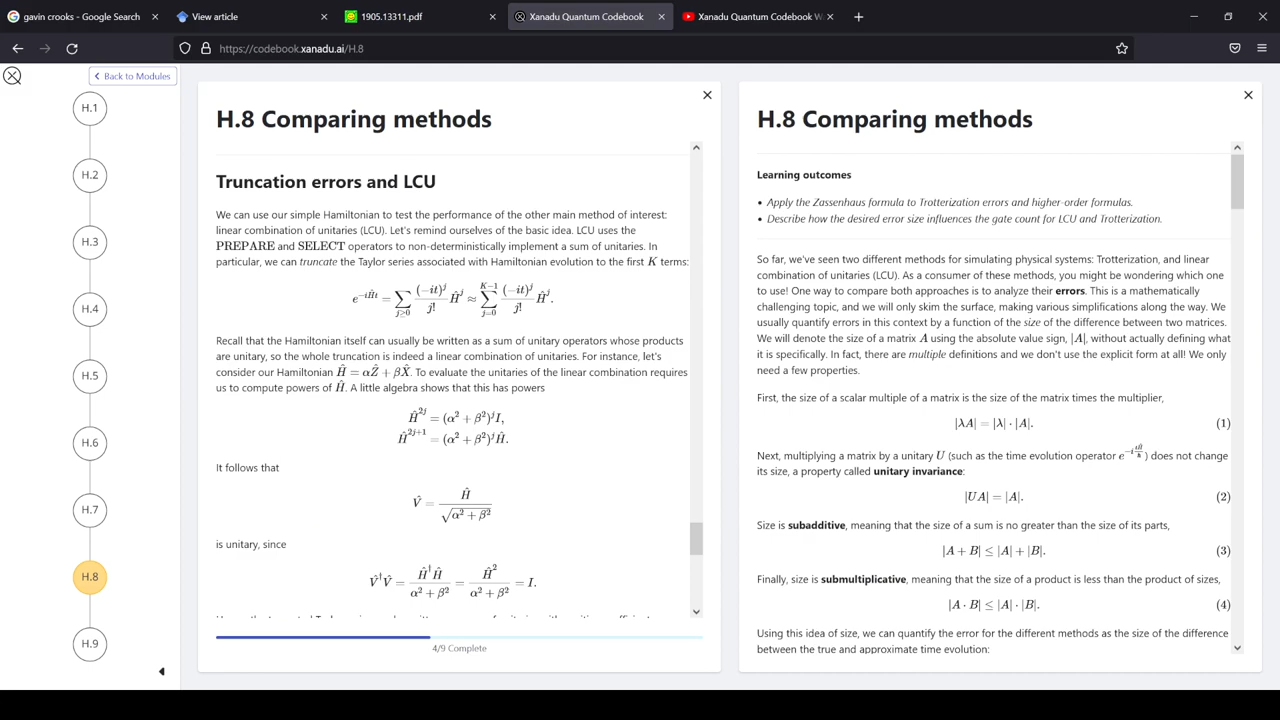 gavin crooks - Google Search
View article
1905.13311.pdf
Xanadu Quantum Codebook
Xanadu Quantum Codebook W
https://codebook.xanadu.ai/H.8
Back to Modules
H.1
H.2
H.3
H.4
H.5
H.6
H.7
H.8
H.9
H.8 Comparing methods
Truncation errors and LCU
We can use our simple Hamiltonian to test the performance of the other main method of interest:
linear combination of unitaries (LCU). Let's remind ourselves of the basic idea. LCU uses the
PREPARE and SELECT operators to non-deterministically implement a sum of unitaries. In
particular, we can truncate the Taylor series associated with Hamiltonian evolution to the first K terms:
e^{-iĤt} = ∑_{j≥0} (−it)^j / j! Ĥ^j ≈ ∑_{j=0}^{K−1} (−it)^j / j! Ĥ^j.
Recall that the Hamiltonian itself can usually be written as a sum of unitary operators whose products
are unitary, so the whole truncation is indeed a linear combination of unitaries. For instance, let's
consider our Hamiltonian Ĥ = αẐ + βX̂. To evaluate the unitaries of the linear combination requires
us to compute powers of Ĥ. A little algebra shows that this has powers
Ĥ^{2j} = (α² + β²)^j I,
Ĥ^{2j+1} = (α² + β²)^j Ĥ.
It follows that
V̂ = Ĥ / √(α² + β²)
is unitary, since
V̂†V̂ = Ĥ†Ĥ / (α² + β²) = Ĥ² / (α² + β²) = I.
4/9 Complete
H.8 Comparing methods
Learning outcomes
• Apply the Zassenhaus formula to Trotterization errors and higher-order formulas.
• Describe how the desired error size influences the gate count for LCU and Trotterization.
So far, we've seen two different methods for simulating physical systems: Trotterization, and linear
combination of unitaries (LCU). As a consumer of these methods, you might be wondering which one
to use! One way to compare both approaches is to analyze their errors. This is a mathematically
challenging topic, and we will only skim the surface, making various simplifications along the way. We
usually quantify errors in this context by a function of the size of the difference between two matrices.
We will denote the size of a matrix A using the absolute value sign, |A|, without actually defining what
it is specifically. In fact, there are multiple definitions and we don't use the explicit form at all! We only
need a few properties.
First, the size of a scalar multiple of a matrix is the size of the matrix times the multiplier,
|λA| = |λ| · |A|. (1)
Next, multiplying a matrix by a unitary U (such as the time evolution operator e^{-i tĤ/ħ}) does not change
its size, a property called unitary invariance:
|UA| = |A|. (2)
Size is subadditive, meaning that the size of a sum is no greater than the size of its parts,
|A + B| ≤ |A| + |B|. (3)
Finally, size is submultiplicative, meaning that the size of a product is less than the product of sizes,
|A · B| ≤ |A| · |B|. (4)
Using this idea of size, we can quantify the error for the different methods as the size of the difference
between the true and approximate time evolution: